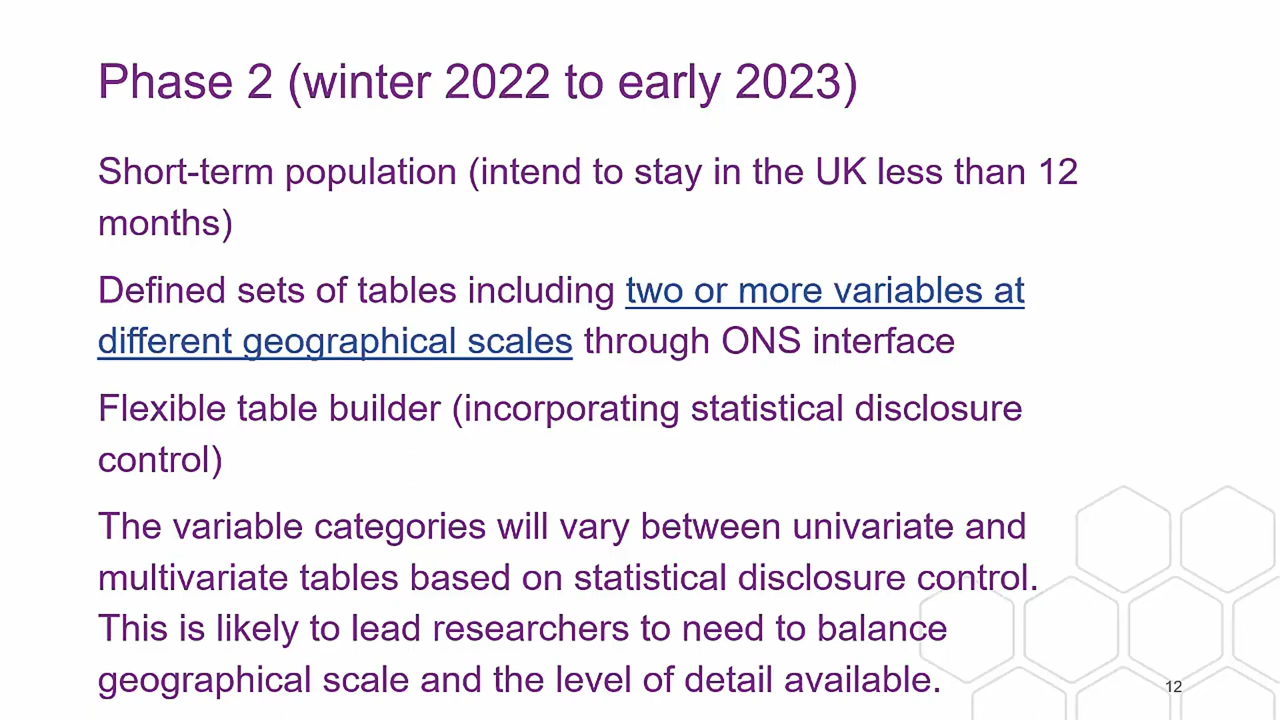 Phase 2 (winter 2022 to early 2023)
Short-term population (intend to stay in the UK less than 12
months)
Defined sets of tables including two or more variables at
different geographical scales through ONS interface
Flexible table builder (incorporating statistical disclosure
control)
The variable categories will vary between univariate and
multivariate tables based on statistical disclosure control.
This is likely to lead researchers to need to balance
geographical scale and the level of detail available.
12